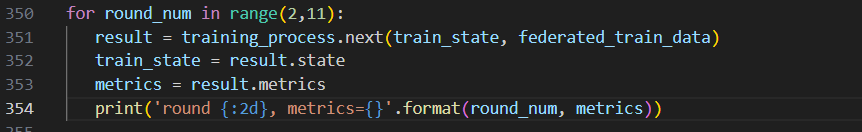 350 for round_num in range(2,11):
351 result = training_process.next(train_state, federated_train_data)
352 train_state = result.state
353 metrics = result.metrics
354 print('round {:2d}, metrics={}'.format(round_num, metrics))